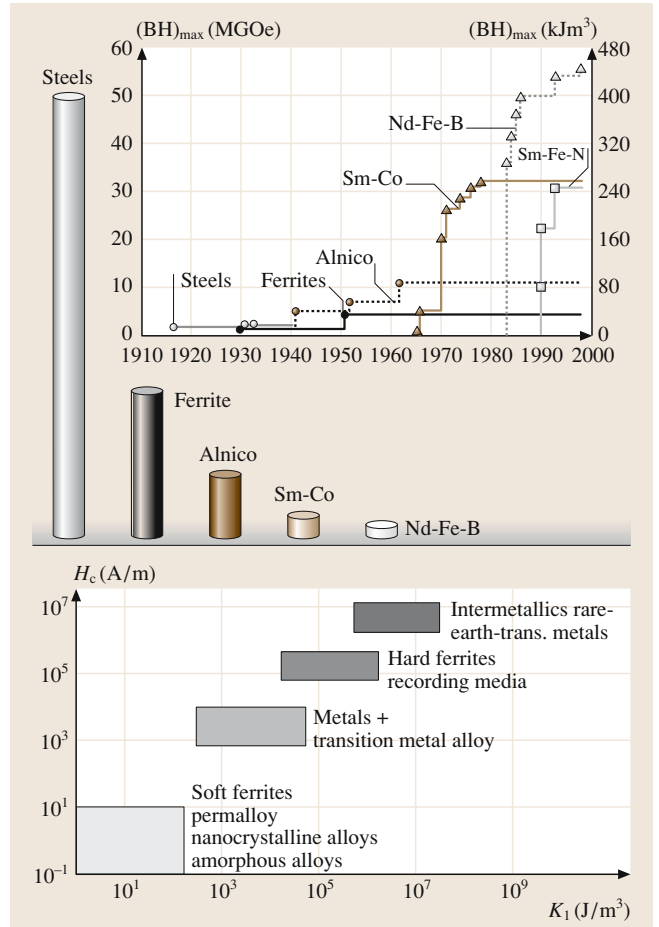 (BH)max (MGOe)
(BH)max (kJm³)
60
50
40
30
20
10
0
480
400
320
240
160
80
0
Steels
Nd-Fe-B
Sm-Fe-N
Sm-Co
Alnico
Steels
Ferrites
1910 1920 1930 1940 1950 1960 1970 1980 1990 2000
Ferrite
Alnico
Sm-Co
Nd-Fe-B
Hc (A/m)
10⁷
10⁵
10³
10¹
10⁻¹
Intermetallics rare-
earth-trans. metals
Hard ferrites
recording media
Metals +
transition metal alloy
Soft ferrites
permalloy
nanocrystalline alloys
amorphous alloys
10¹ 10³ 10⁵ 10⁷ 10⁹
K₁ (J/m³)